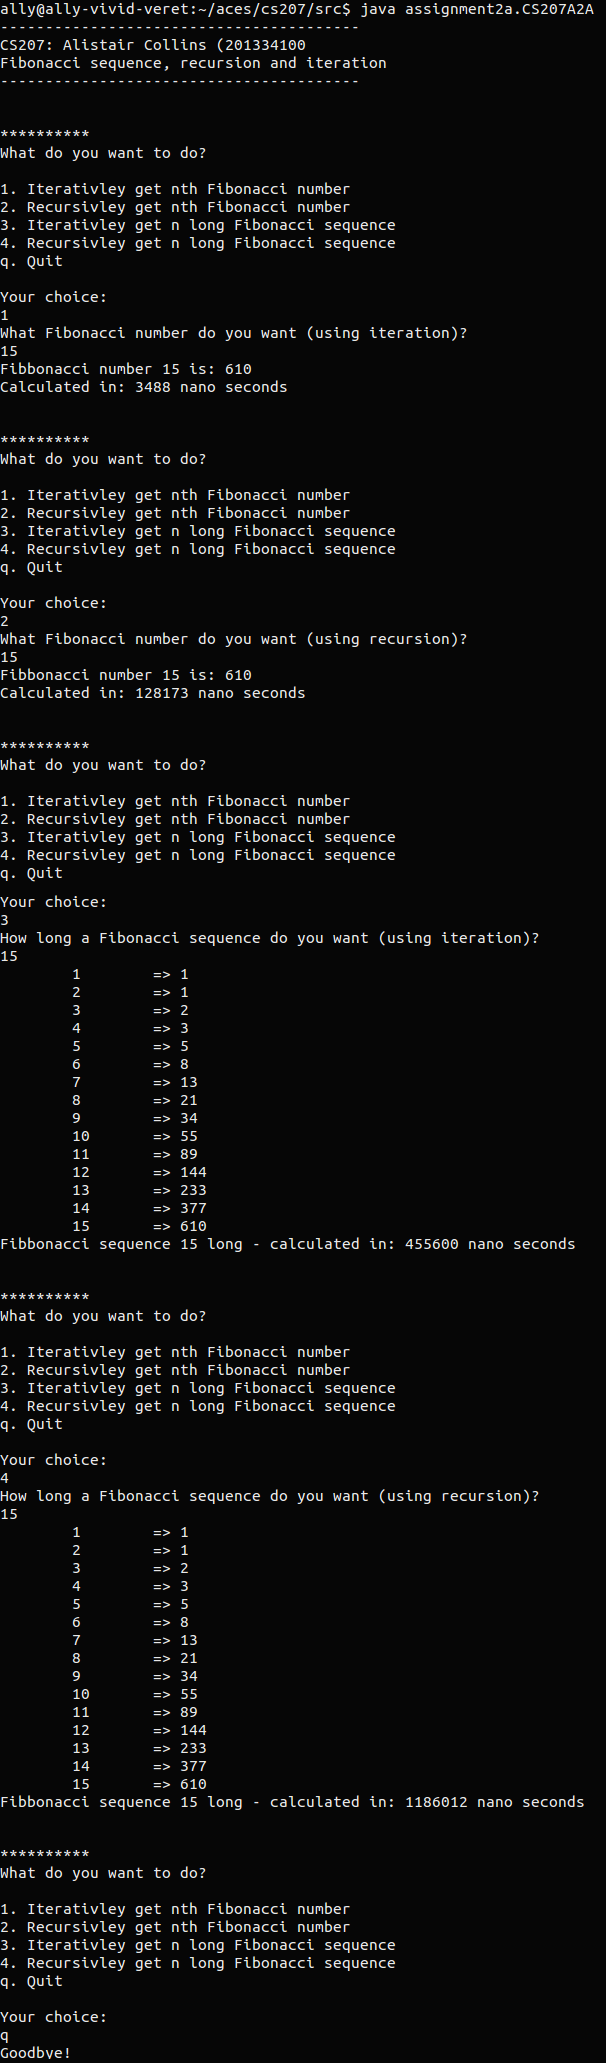 ally@ally-vivid-veret:~/aces/cs207/src$ java assignment2a.CS207A2A
----------------------------------------
CS207: Alistair Collins (201334100
Fibonacci sequence, recursion and iteration
----------------------------------------
**********
What do you want to do?
1. Iterativley get nth Fibonacci number
2. Recursivley get nth Fibonacci number
3. Iterativley get n long Fibonacci sequence
4. Recursivley get n long Fibonacci sequence
q. Quit
Your choice:
1
What Fibonacci number do you want (using iteration)?
15
Fibbonacci number 15 is: 610
Calculated in: 3488 nano seconds
**********
What do you want to do?
1. Iterativley get nth Fibonacci number
2. Recursivley get nth Fibonacci number
3. Iterativley get n long Fibonacci sequence
4. Recursivley get n long Fibonacci sequence
q. Quit
Your choice:
2
What Fibonacci number do you want (using recursion)?
15
Fibbonacci number 15 is: 610
Calculated in: 128173 nano seconds
**********
What do you want to do?
1. Iterativley get nth Fibonacci number
2. Recursivley get nth Fibonacci number
3. Iterativley get n long Fibonacci sequence
4. Recursivley get n long Fibonacci sequence
q. Quit
Your choice:
3
How long a Fibonacci sequence do you want (using iteration)?
15
1 => 1
2 => 1
3 => 2
4 => 3
5 => 5
6 => 8
7 => 13
8 => 21
9 => 34
10 => 55
11 => 89
12 => 144
13 => 233
14 => 377
15 => 610
Fibbonacci sequence 15 long - calculated in: 455600 nano seconds
**********
What do you want to do?
1. Iterativley get nth Fibonacci number
2. Recursivley get nth Fibonacci number
3. Iterativley get n long Fibonacci sequence
4. Recursivley get n long Fibonacci sequence
q. Quit
Your choice:
4
How long a Fibonacci sequence do you want (using recursion)?
15
1 => 1
2 => 1
3 => 2
4 => 3
5 => 5
6 => 8
7 => 13
8 => 21
9 => 34
10 => 55
11 => 89
12 => 144
13 => 233
14 => 377
15 => 610
Fibbonacci sequence 15 long - calculated in: 1186012 nano seconds
**********
What do you want to do?
1. Iterativley get nth Fibonacci number
2. Recursivley get nth Fibonacci number
3. Iterativley get n long Fibonacci sequence
4. Recursivley get n long Fibonacci sequence
q. Quit
Your choice:
q
Goodbye!